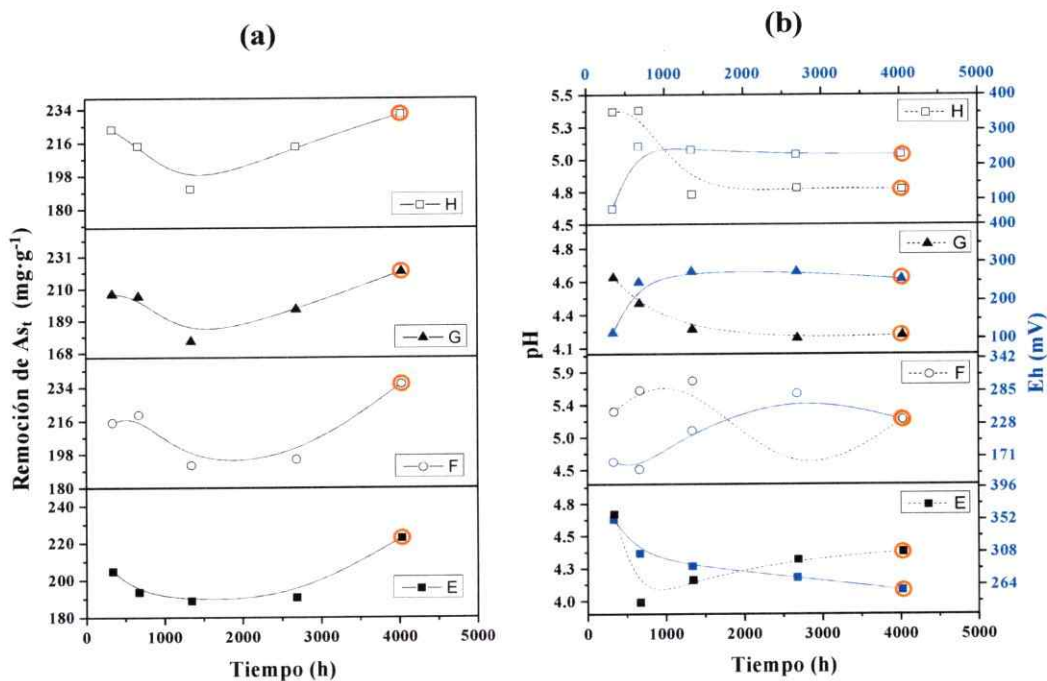 (a)
(b)
Remoción de Asₜ (mg·g⁻¹)
234
216
198
180
H
231
210
189
168
G
234
216
198
180
F
240
220
200
180
E
0 1000 2000 3000 4000 5000
Tiempo (h)
0 1000 2000 3000 4000 5000
pH
5.5
5.3
5.0
4.8
4.5
H
400
300
200
100
400
4.8
4.6
4.4
4.1
G
300
200
100
342
5.9
5.4
5.0
4.5
F
285
228
171
396
4.8
4.5
4.3
4.0
E
352
308
264
Eh (mV)
0 1000 2000 3000 4000 5000
Tiempo (h)